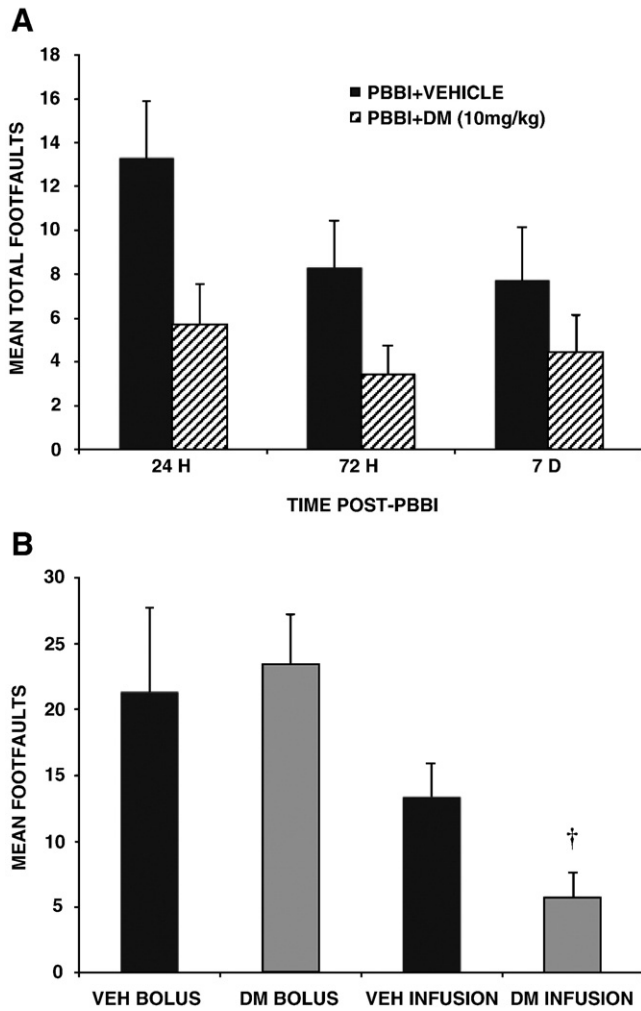 A
MEAN TOTAL FOOTFAULTS
18
16
14
12
10
8
6
4
2
0
PBBI+VEHICLE
PBBI+DM (10mg/kg)
24 H 72 H 7 D
TIME POST-PBBI
B
MEAN FOOTFAULTS
30
25
20
15
10
5
0
†
VEH BOLUS DM BOLUS VEH INFUSION DM INFUSION